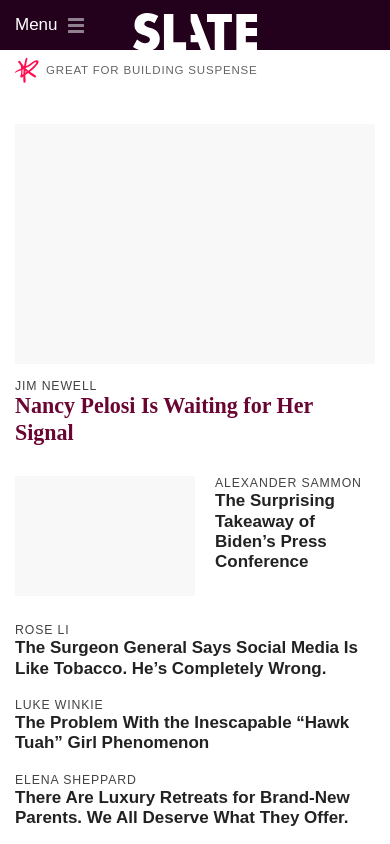 Menu
SLATE
GREAT FOR BUILDING SUSPENSE
JIM NEWELL
Nancy Pelosi Is Waiting for Her
Signal
ALEXANDER SAMMON
The Surprising
Takeaway of
Biden’s Press
Conference
ROSE LI
The Surgeon General Says Social Media Is
Like Tobacco. He’s Completely Wrong.
LUKE WINKIE
The Problem With the Inescapable “Hawk
Tuah” Girl Phenomenon
ELENA SHEPPARD
There Are Luxury Retreats for Brand-New
Parents. We All Deserve What They Offer.